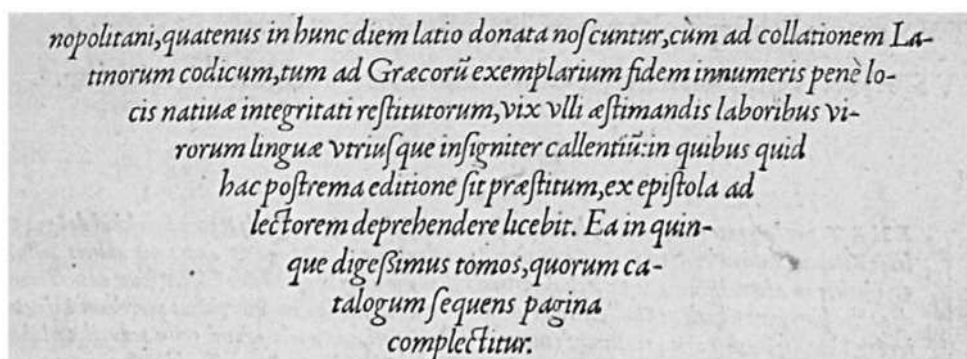 nopolitani,quatenus in hunc diem latio donata noſcuntur,cùm ad collationem La-
tinorum codicum,tum ad Græcorũ exemplarium fidem innumeris penè lo-
cis natiuæ integritati reſtitutorum,vix vlli æſtimandis laboribus vi-
rorum linguæ vtriuſque inſigniter callentiũ:in quibus quid
hac poſtrema editione ſit præſtitum,ex epiſtola ad
lectorem deprehendere licebit. Ea in quin-
que digeſſimus tomos,quorum ca-
talogum ſequens pagina
complectitur.